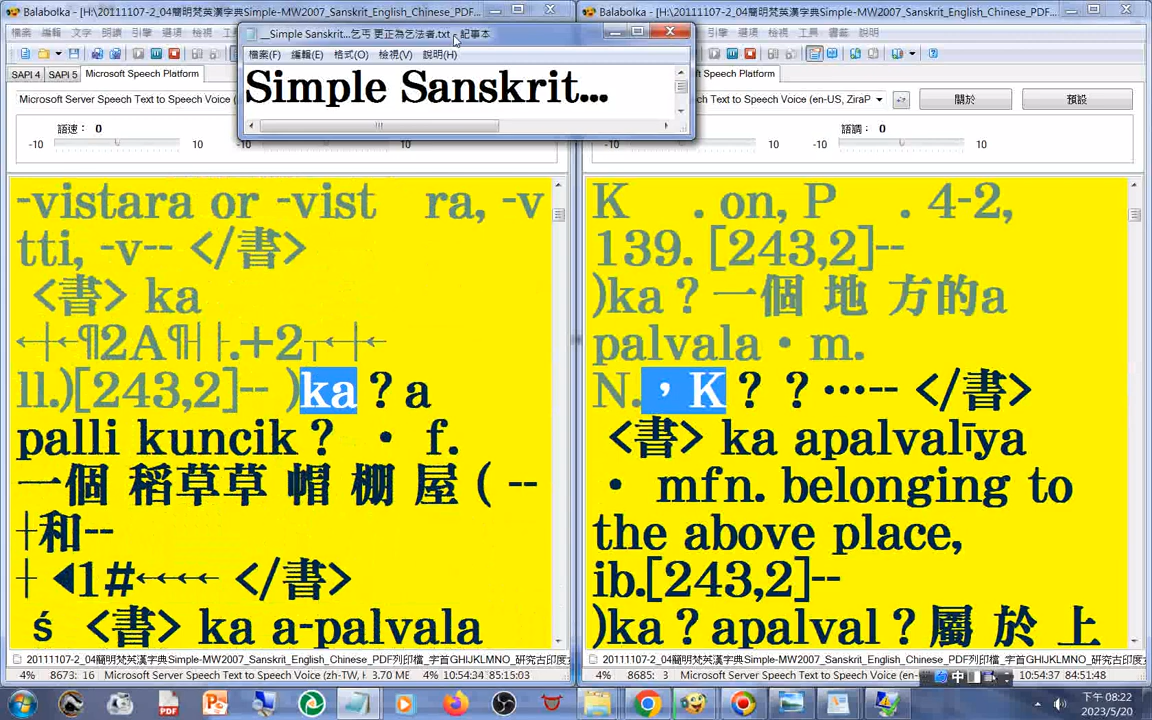 Balabolka - [H:\20111107-2_04簡明梵英漢字典Simple-MW2007_Sanskrit_English_Chinese_PDF...
Balabolka - [H:\20111107-2_04簡明梵英漢字典Simple-MW2007_Sanskrit_English_Chinese_PDF...
__Simple Sanskrit...乞丐 更正為乞法者.txt - 記事本
檔案(F) 編輯(E) 格式(O) 檢視(V) 說明(H)
Simple Sanskrit...
SAPI 4 SAPI 5 Microsoft Speech Platform
Microsoft Server Speech Text to Speech Voice (
Text to Speech Voice (en-US, ZiraP
關於 預設
語速： 0
-10 10 -10
語調： 0
10 -10 10
-vistara or -vist ra, -v
tti, -v-- </書>
<書> ka
ll.)[243,2]-- )ka？a
palli kuncik？ • f.
一個 稻草草 帽 棚 屋 ( --
┼和--
┼ ◀1#←←←← </書>
ś <書> ka a-palvala
K . on, P . 4-2,
139. [243,2]--
)ka？一個 地 方的a
palvala • m.
N.，K？？…-- </書>
<書> ka apalvalīya
• mfn. belonging to
the above place,
ib.[243,2]--
)ka？apalval？屬 於 上
20111107-2_04簡明梵英漢字典Simple-MW2007_Sanskrit_English_Chinese_PDF列印檔_字首GHIJKLMNO_研究古印度
20111107-2_04簡明梵英漢字典Simple-MW2007_Sanskrit_English_Chinese_PDF列印檔_字首GHIJKLMNO_研究古印度
4% 8673: 16 Microsoft Server Speech Text to Speech Voice (zh-TW, H 3.70 ME 10:54:34 85:15:03
4% 8685: 3 Microsoft Server Speech Text to Speech Voice 10:54:37 84:51:48
中
下午 08:22
2023/5/20